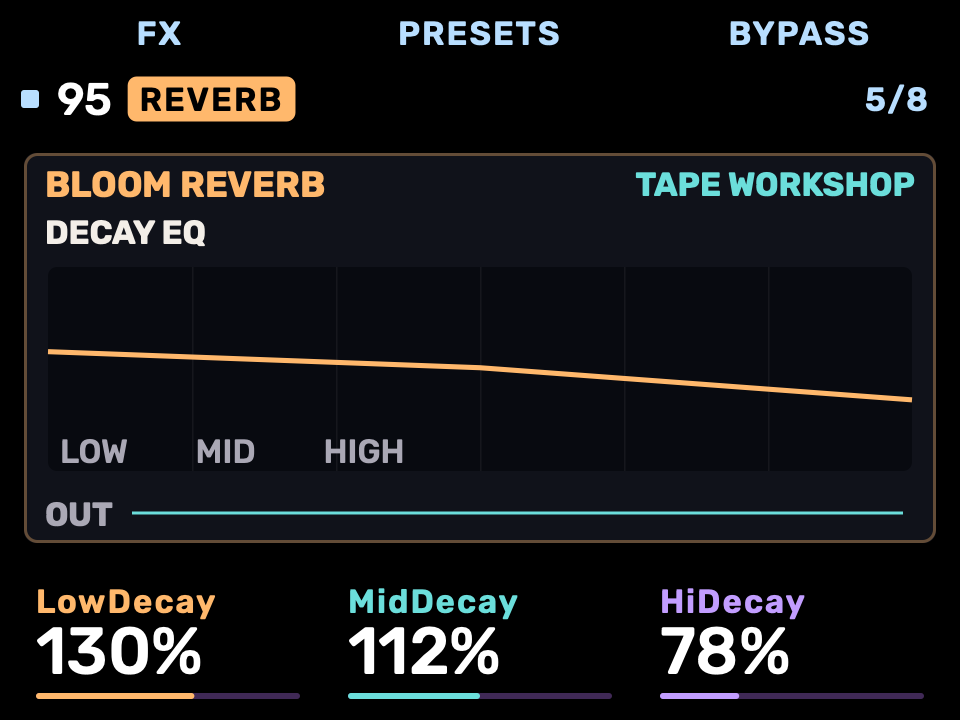 FX PRESETS BYPASS
95 REVERB 5/8
BLOOM REVERB TAPE WORKSHOP
DECAY EQ
LOW MID HIGH
OUT
LowDecay MidDecay HiDecay
130% 112% 78%